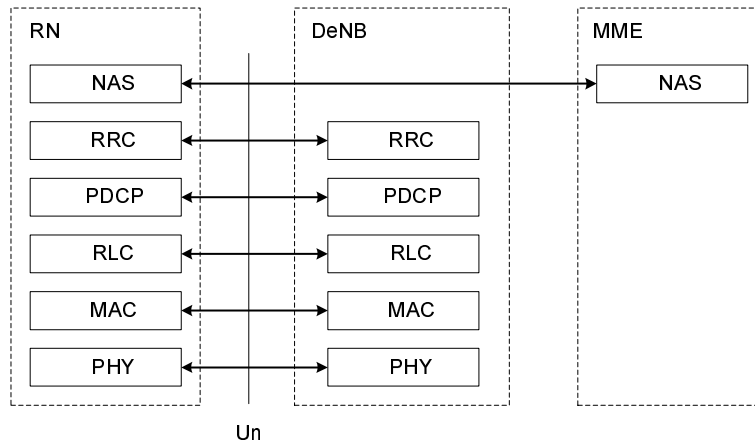 RN DeNB MME
NAS NAS
RRC RRC
PDCP PDCP
RLC RLC
MAC MAC
PHY PHY
Un